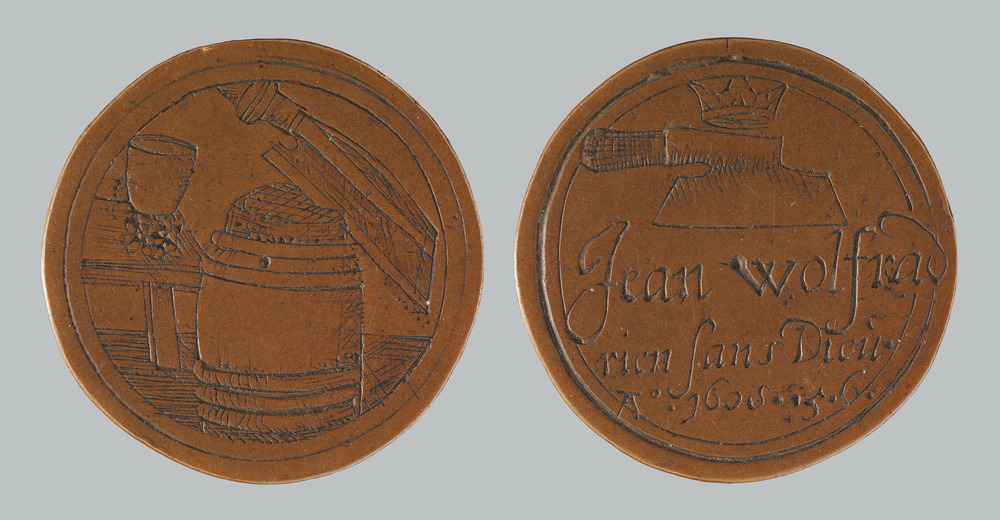 Jean wolfrad
rien sans Dieu
A°: 1608 · 15 · 6 ·